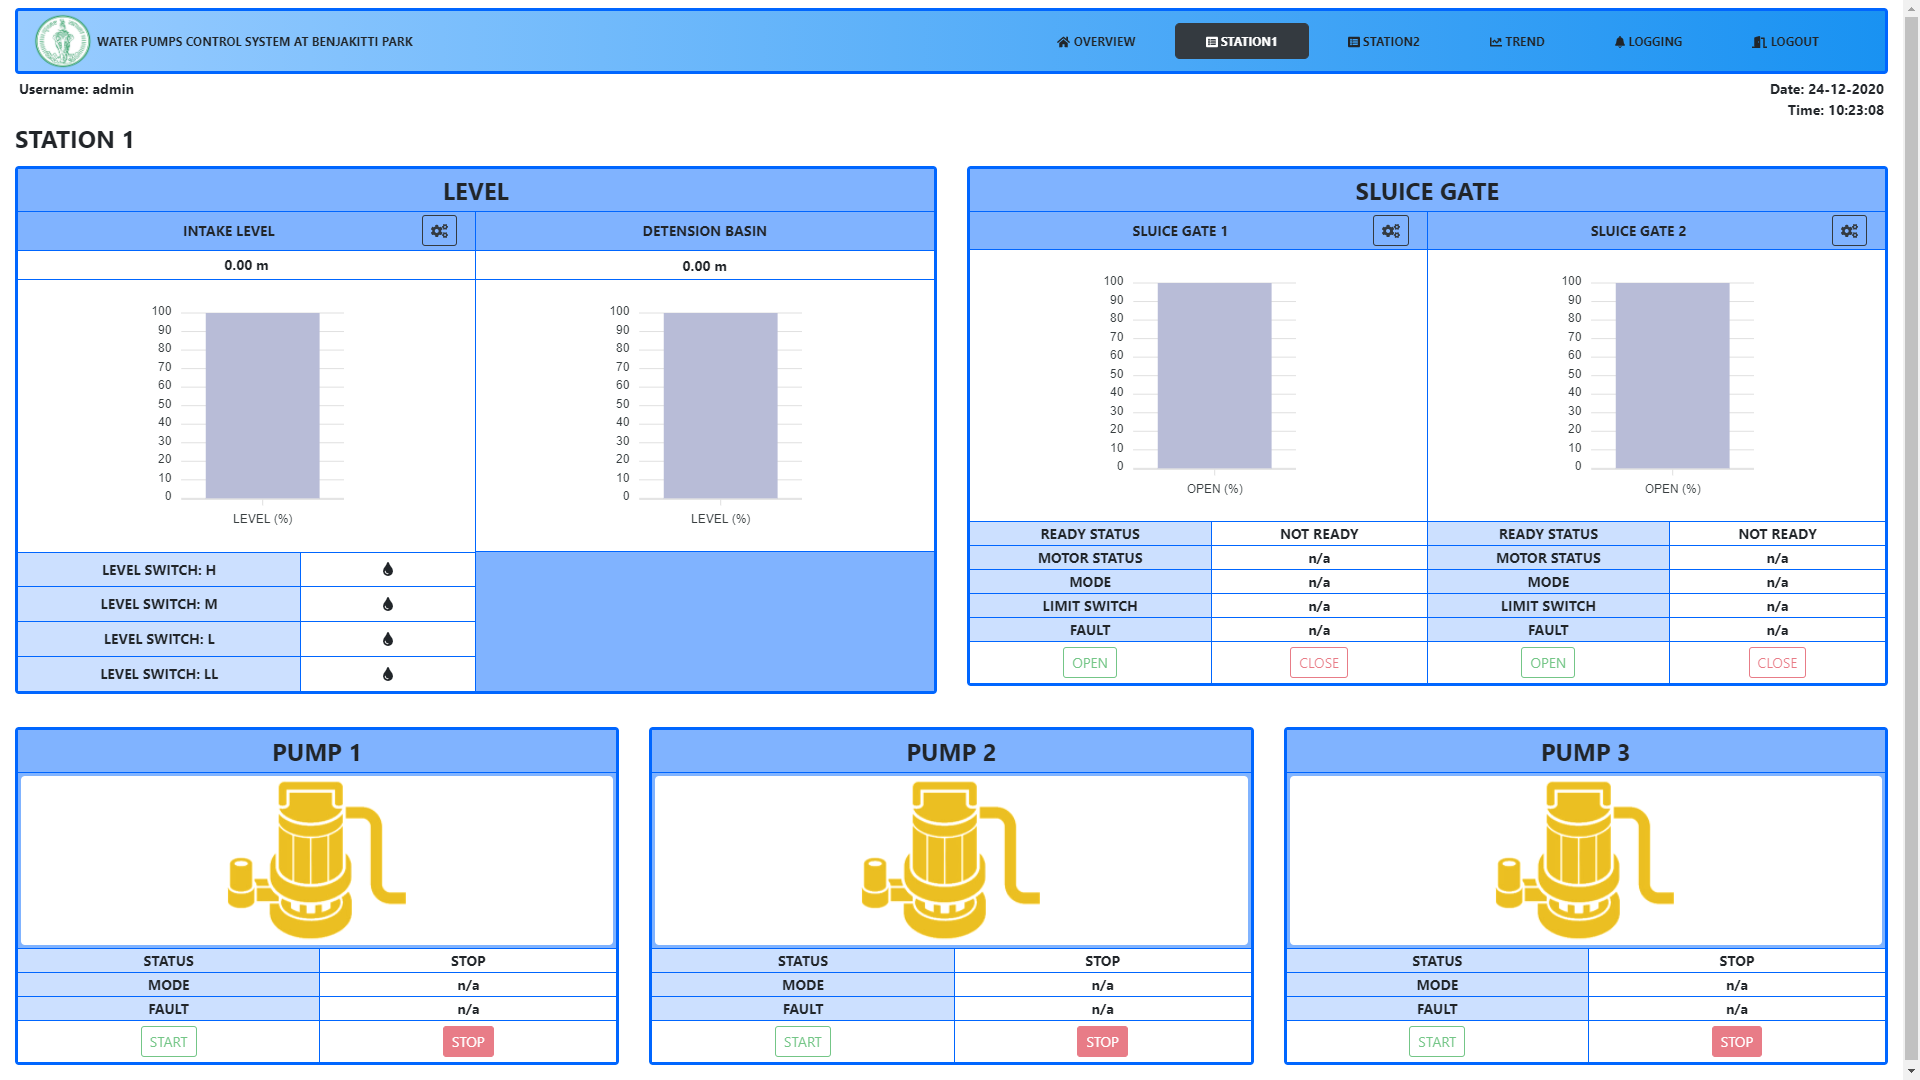 WATER PUMPS CONTROL SYSTEM AT BENJAKITTI PARK
OVERVIEW
STATION1
STATION2
TREND
LOGGING
LOGOUT
Username: admin
Date: 24-12-2020
Time: 10:23:08
STATION 1
LEVEL
INTAKE LEVEL
DETENSION BASIN
0.00 m
0.00 m
100
90
80
70
60
50
40
30
20
10
0
LEVEL (%)
100
90
80
70
60
50
40
30
20
10
0
LEVEL (%)
LEVEL SWITCH: H
LEVEL SWITCH: M
LEVEL SWITCH: L
LEVEL SWITCH: LL
SLUICE GATE
SLUICE GATE 1
SLUICE GATE 2
100
90
80
70
60
50
40
30
20
10
0
OPEN (%)
100
90
80
70
60
50
40
30
20
10
0
OPEN (%)
READY STATUS NOT READY READY STATUS NOT READY
MOTOR STATUS n/a MOTOR STATUS n/a
MODE n/a MODE n/a
LIMIT SWITCH n/a LIMIT SWITCH n/a
FAULT n/a FAULT n/a
OPEN CLOSE OPEN CLOSE
PUMP 1
STATUS STOP
MODE n/a
FAULT n/a
START STOP
PUMP 2
STATUS STOP
MODE n/a
FAULT n/a
START STOP
PUMP 3
STATUS STOP
MODE n/a
FAULT n/a
START STOP